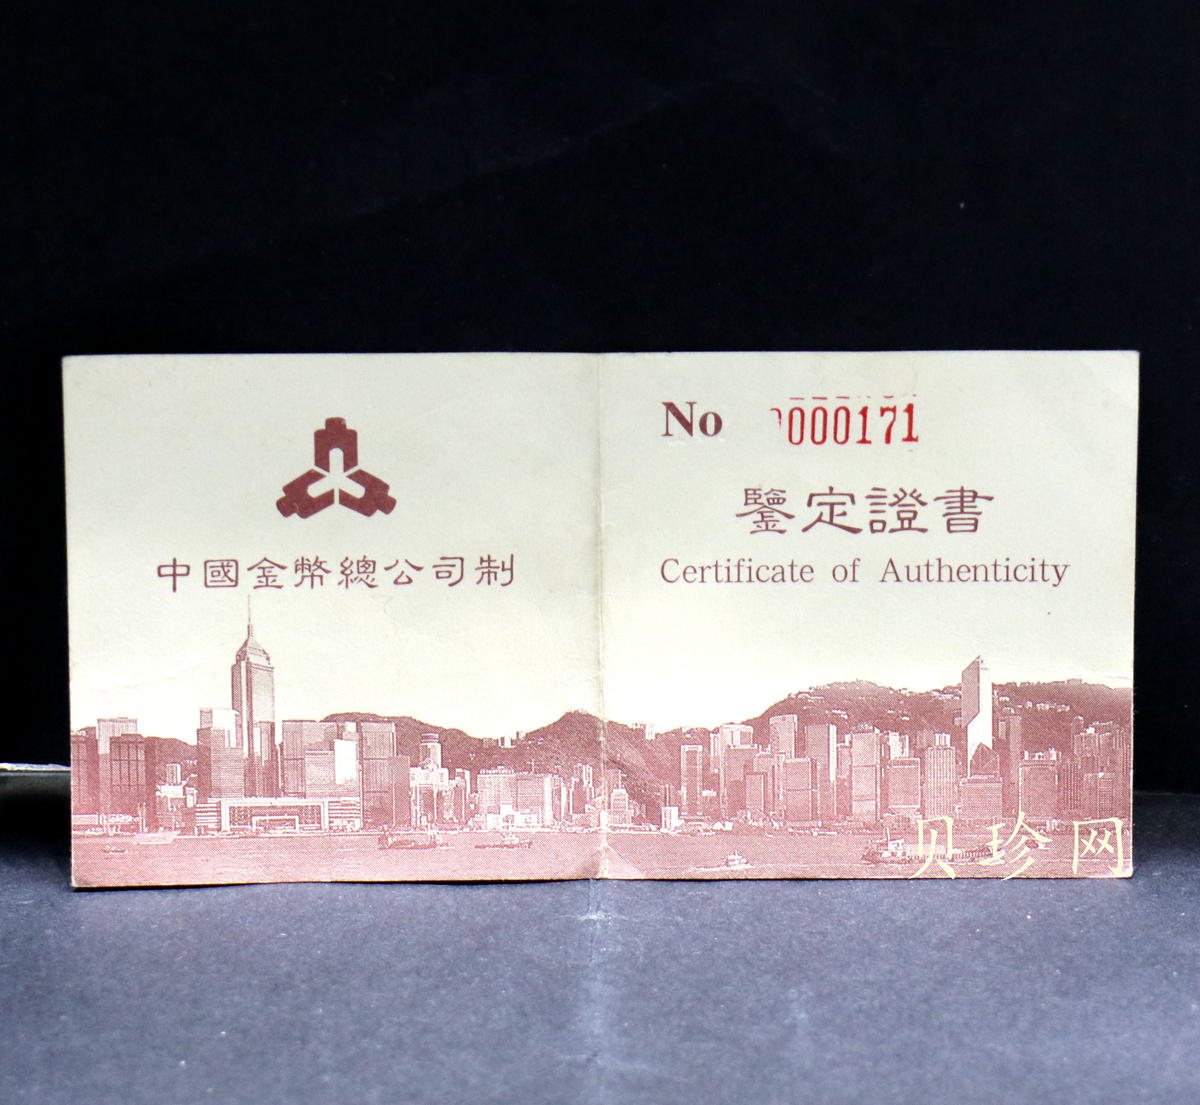 中國金幣總公司制
No 0000171
鑒定證書
Certificate of Authenticity
贝珍网